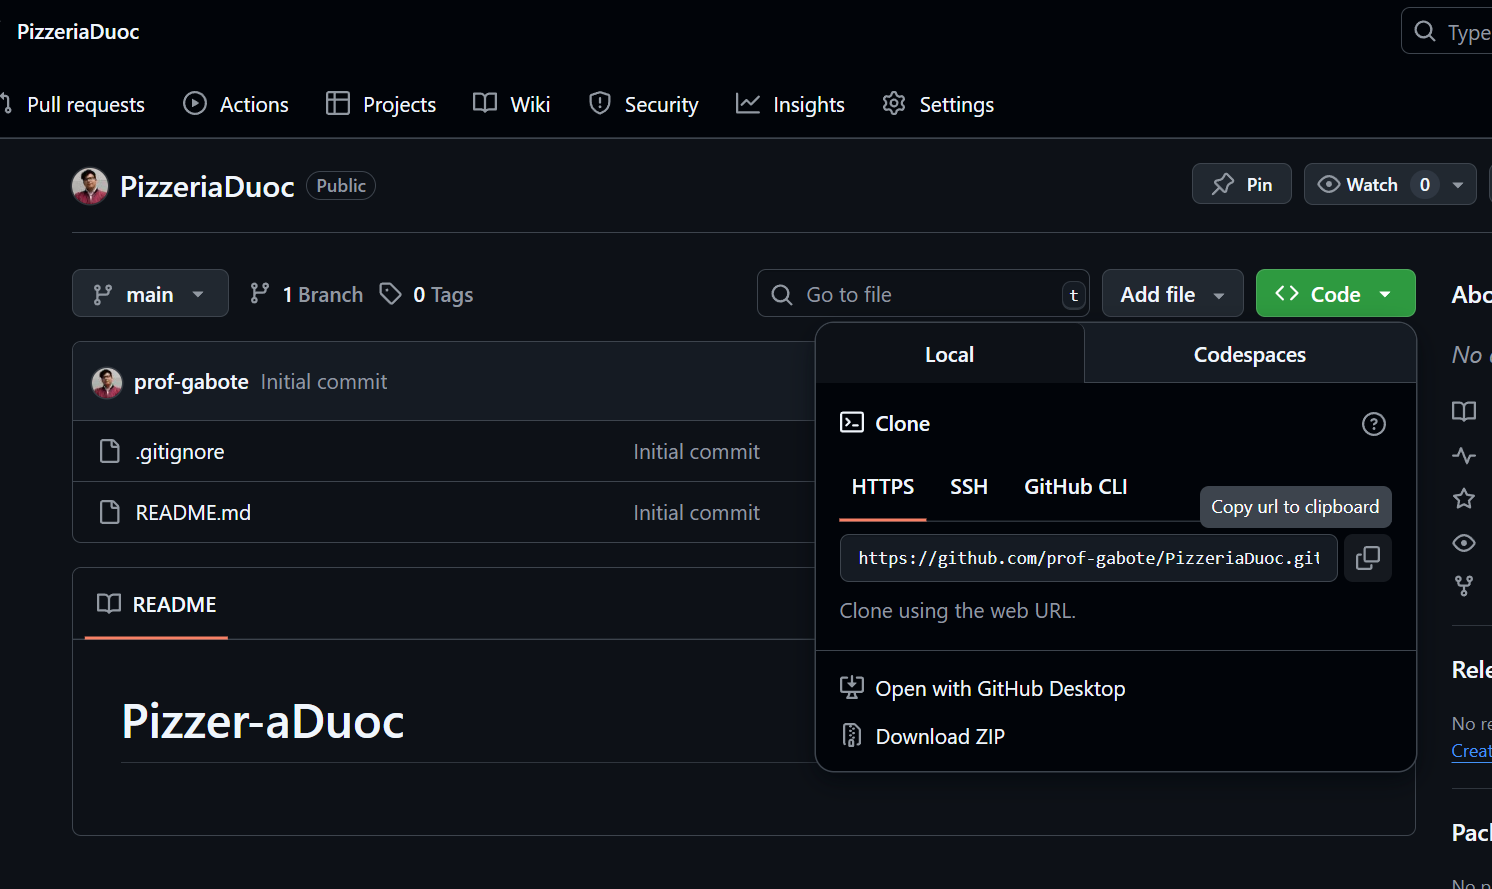 PizzeriaDuoc
Type
Pull requests Actions Projects Wiki Security Insights Settings
PizzeriaDuoc Public
Pin Watch 0
main 1 Branch 0 Tags
Go to file t Add file Code
prof-gabote Initial commit
.gitignore Initial commit
README.md Initial commit
README
Pizzer-aDuoc
Local Codespaces
Clone
HTTPS SSH GitHub CLI
Copy url to clipboard
https://github.com/prof-gabote/PizzeriaDuoc.git
Clone using the web URL.
Open with GitHub Desktop
Download ZIP
Abo
No
Rele
No re
Creat
Pac
No